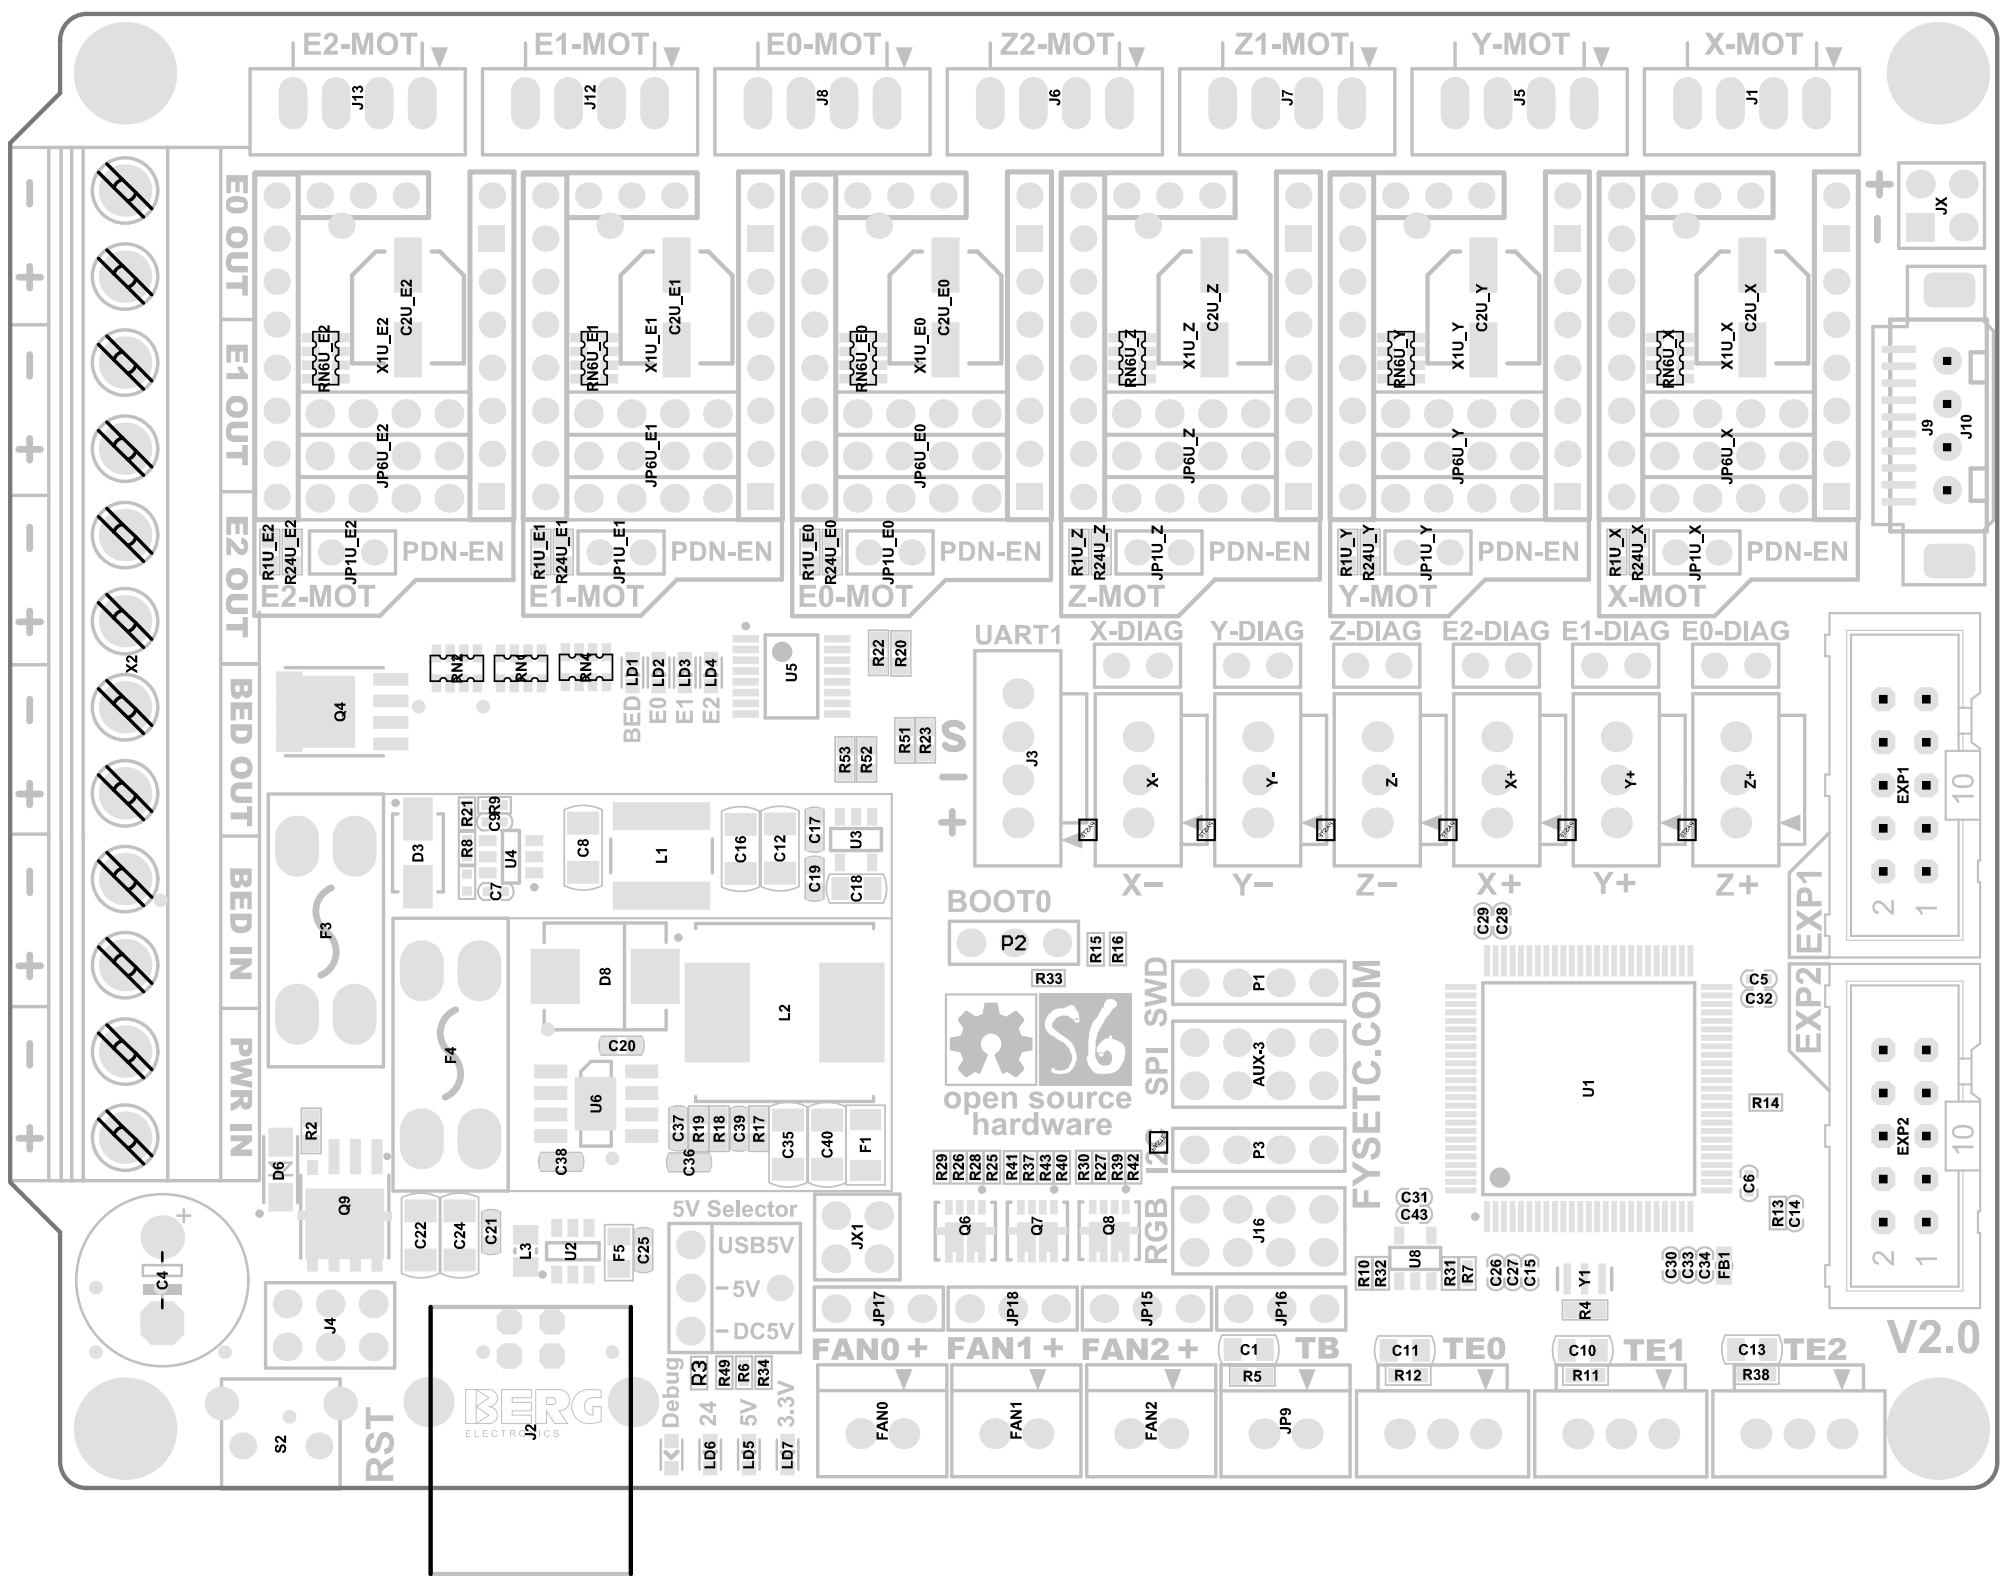 E2-MOT E1-MOT E0-MOT Z2-MOT Z1-MOT Y-MOT X-MOT
J13 J12 J8 J6 J7 J5 J1
+
−
JX
E0 OUT
E1 OUT
E2 OUT
BED OUT
BED IN
PWR IN
− + − + − + − + − + − +
X2
C2U_E2 C2U_E1 C2U_E0 C2U_Z C2U_Y C2U_X
X1U_E2 X1U_E1 X1U_E0 X1U_Z X1U_Y X1U_X
RN6U_E2 RN6U_E1 RN6U_E0 RN6U_Z RN6U_Y RN6U_X
JP6U_E2 JP6U_E1 JP6U_E0 JP6U_Z JP6U_Y JP6U_X
J9 J10
R1U_E2 R24U_E2 JP1U_E2 PDN-EN
R1U_E1 R24U_E1 JP1U_E1 PDN-EN
R1U_E0 R24U_E0 JP1U_E0 PDN-EN
R1U_Z R24U_Z JP1U_Z PDN-EN
R1U_Y R24U_Y JP1U_Y PDN-EN
R1U_X R24U_X JP1U_X PDN-EN
E2-MOT E1-MOT E0-MOT Z-MOT Y-MOT X-MOT
UART1 X-DIAG Y-DIAG Z-DIAG E2-DIAG E1-DIAG E0-DIAG
Q4 RN2 RN4 LD1 LD2 LD3 LD4 U5 R22 R20
BED E0 E1 E2
R53 R52 R51 R23
S
−
+
J3 X- Y- Z- X+ Y+ Z+
X− Y− Z− X+ Y+ Z+
EXP1 10
2 1
EXP1
D3 R21 R9 C9 R8 U4 C7 C8 L1 C16 C12 C17 C19 U3 C18
BOOT0
P2 R15 R16
R33
C29 C28
F3 F4 D8 L2 C20 U6
SWD P1
SPI AUX-3
S6
open source
hardware
FYSETC.COM
U1
C5
C32
R14
EXP2
EXP2 10
2 1
R2 D6 Q9 C38 C37 R19 R18 C39 R17 C36 C35 C40 F1
P3
R29 R26 R28 R25 R41 R37 R43 R40 R30 R27 R39 R42
Q6 Q7 Q8
RGB J16
C31
C43
C6 R13 C14
+
C4 C22 C24 C21 L3 U2 F5 C25
5V Selector
USB5V
−5V
−DC5V
JX1
U8 R10 R32 R31 R7 C26 C27 C15 Y1 R4 C30 C33 C34 FB1
J4 JP17 JP18 JP15 JP16
FAN0 + FAN1 + FAN2 + C1 TB C11 TE0 C10 TE1 C13 TE2
V2.0
R5 R12 R11 R38
R3 R49 R6 R34
Debug 24 5V 3.3V
LD6 LD5 LD7
S2 RST
BERG
ELECTRONICS
J2
FAN0 FAN1 FAN2 JP9